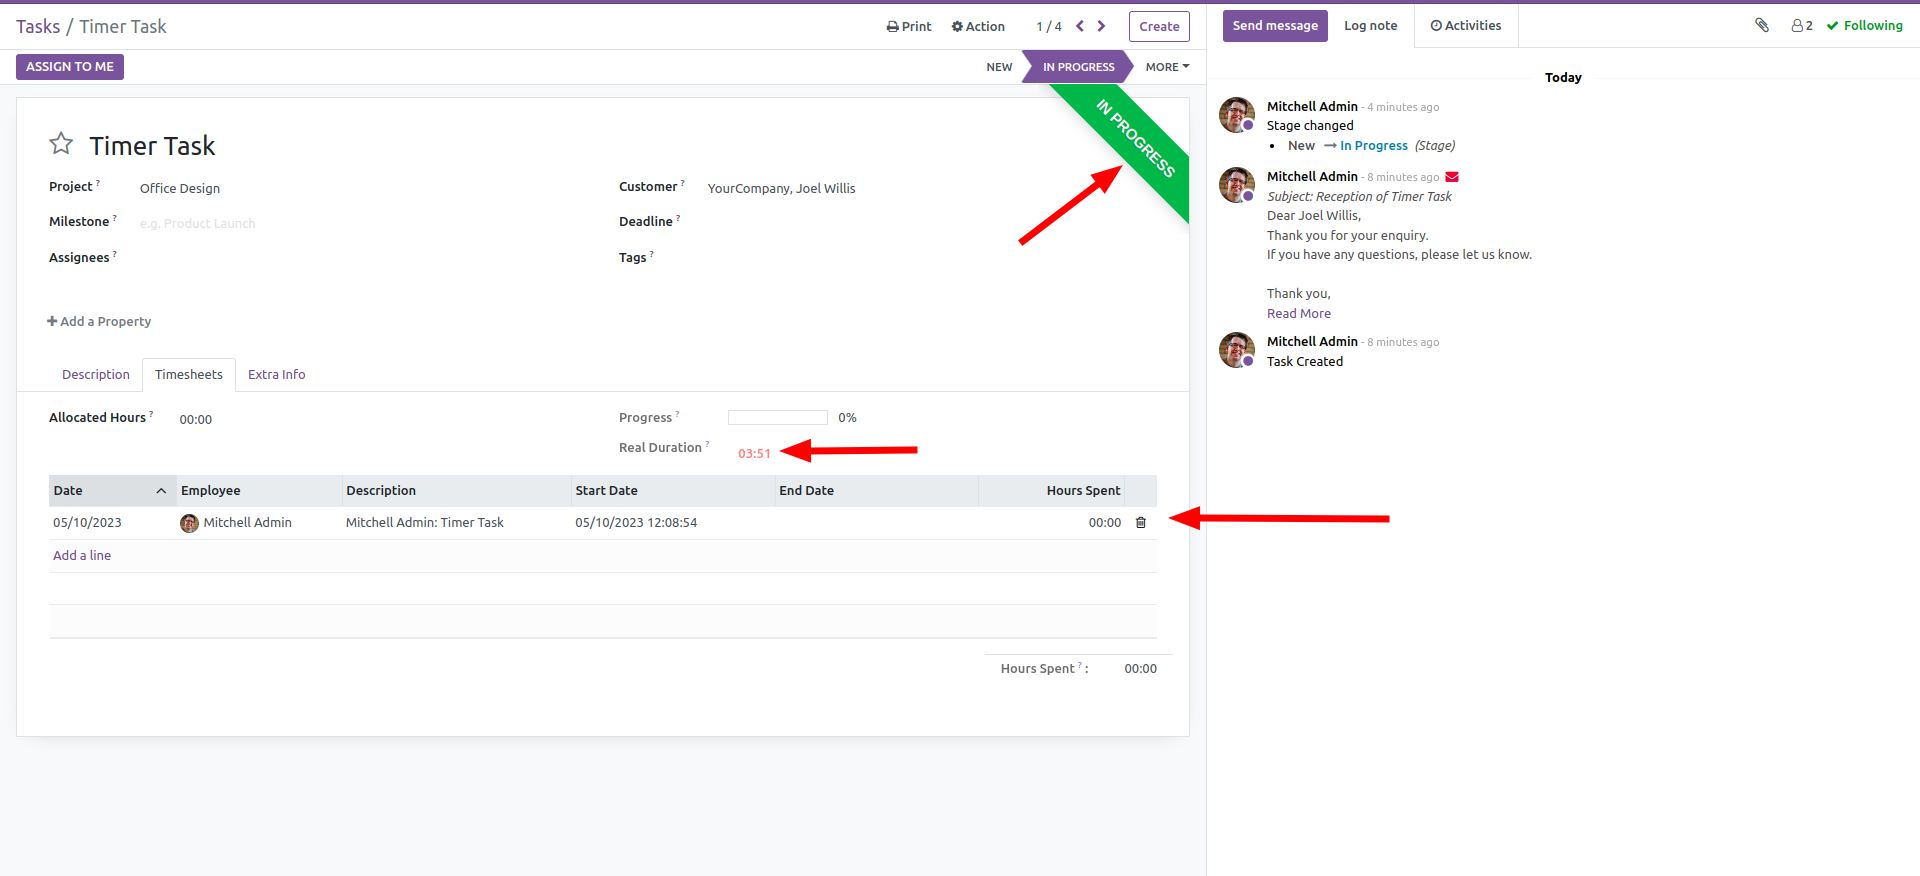 Tasks / Timer Task
Print Action 1 / 4 Create
ASSIGN TO ME
NEW IN PROGRESS MORE
IN PROGRESS
Timer Task
Project ? Office Design
Customer ? YourCompany, Joel Willis
Milestone ? e.g. Product Launch
Deadline ?
Assignees ?
Tags ?
Add a Property
Description Timesheets Extra Info
Allocated Hours ? 00:00
Progress ? 0%
Real Duration ? 03:51
Date Employee Description Start Date End Date Hours Spent
05/10/2023 Mitchell Admin Mitchell Admin: Timer Task 05/10/2023 12:08:54 00:00
Add a line
Hours Spent ? : 00:00
Send message Log note Activities 2 Following
Today
Mitchell Admin - 4 minutes ago
Stage changed
• New → In Progress (Stage)
Mitchell Admin - 8 minutes ago
Subject: Reception of Timer Task
Dear Joel Willis,
Thank you for your enquiry.
If you have any questions, please let us know.
Thank you,
Read More
Mitchell Admin - 8 minutes ago
Task Created